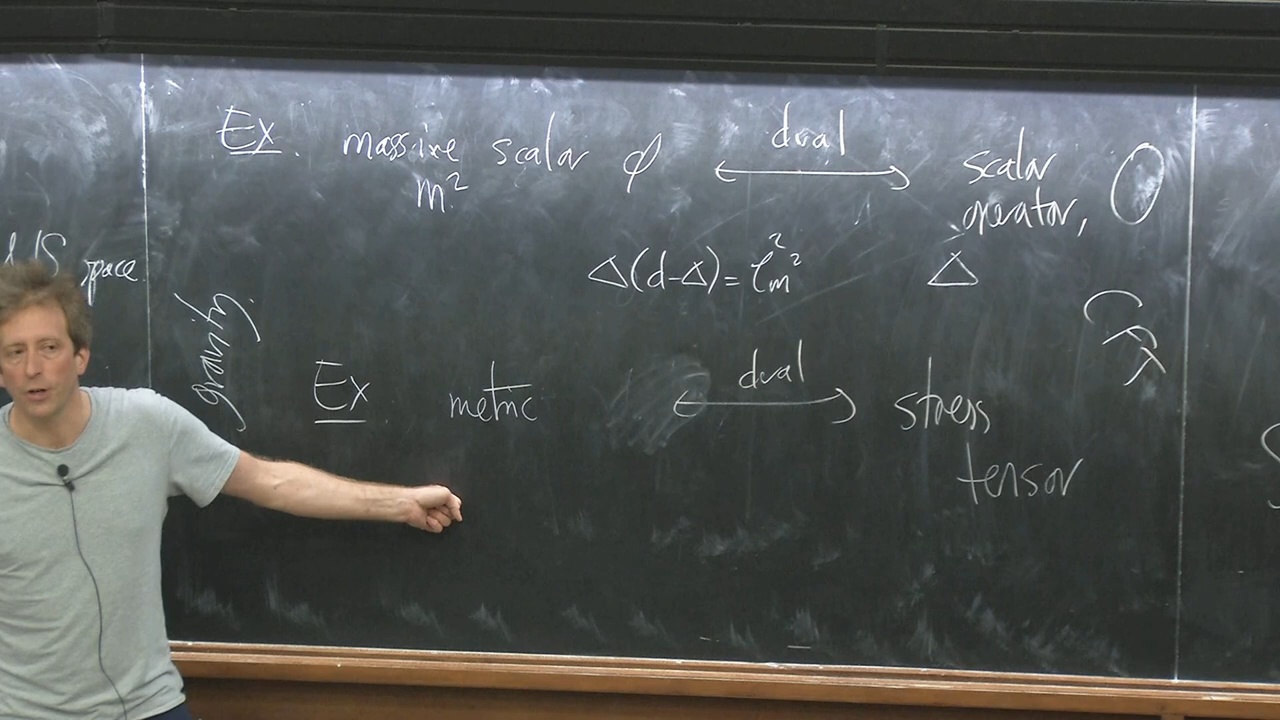 Ex. massive scalar φ ⟷ dual scalar operator, O
m²
Δ(d-Δ) = l²m² Δ
space
gravity
CFT
Ex metric ⟷ dual stress tensor